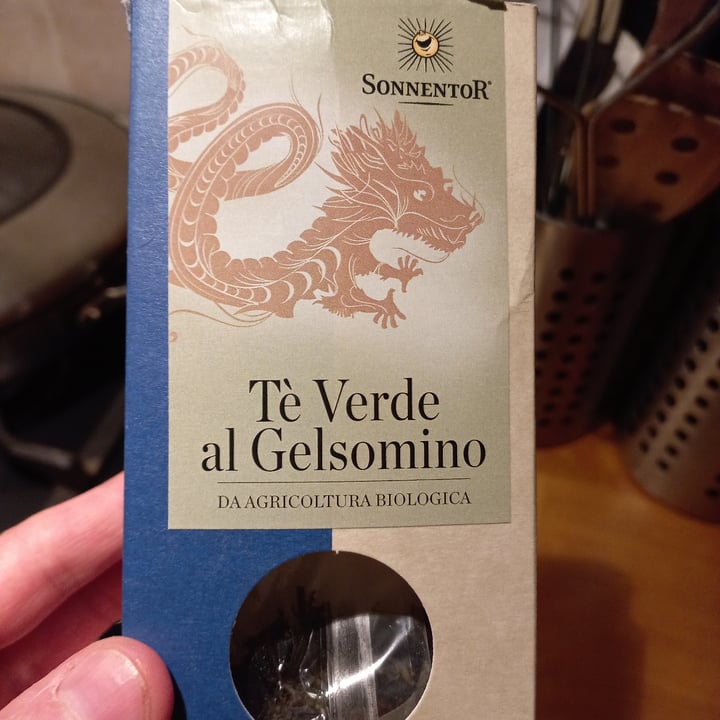 SONNENTOR®
Tè Verde
al Gelsomino
DA AGRICOLTURA BIOLOGICA